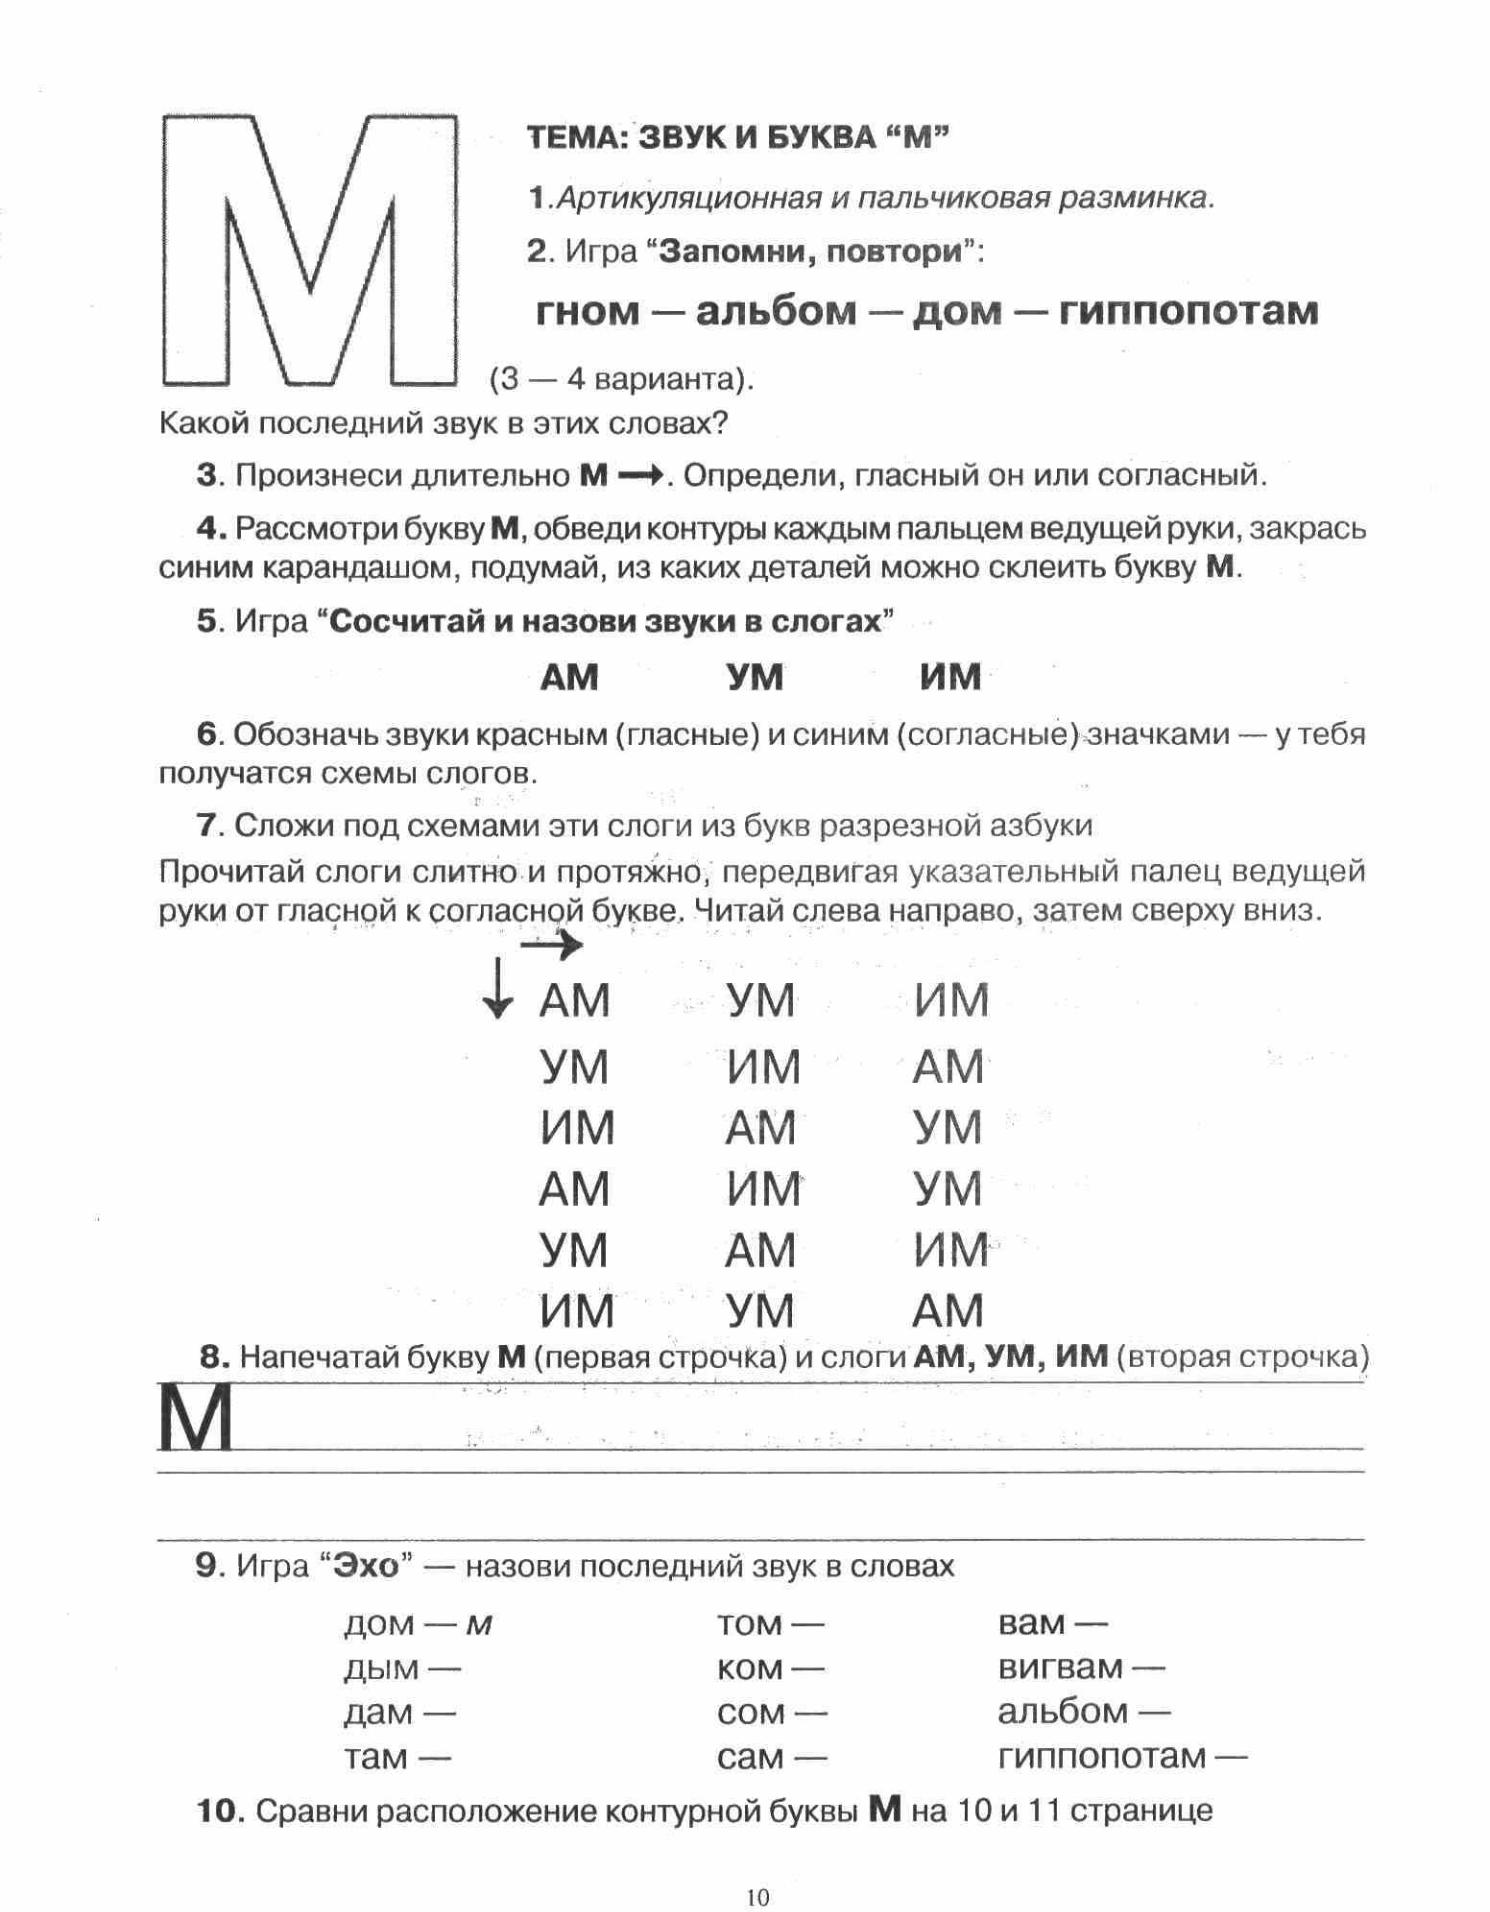 М
ТЕМА: ЗВУК И БУКВА “М”
1.Артикуляционная и пальчиковая разминка.
2. Игра “Запомни, повтори”:
гном — альбом — дом — гиппопотам
(3 — 4 варианта).
Какой последний звук в этих словах?
3. Произнеси длительно М →. Определи, гласный он или согласный.
4. Рассмотри букву М, обведи контуры каждым пальцем ведущей руки, закрась
синим карандашом, подумай, из каких деталей можно склеить букву М.
5. Игра “Сосчитай и назови звуки в слогах”
АМ УМ ИМ
6. Обозначь звуки красным (гласные) и синим (согласные) значками — у тебя
получатся схемы слогов.
7. Сложи под схемами эти слоги из букв разрезной азбуки
Прочитай слоги слитно и протяжно, передвигая указательный палец ведущей
руки от гласной к согласной букве. Читай слева направо, затем сверху вниз.
→
↓ АМ УМ ИМ
УМ ИМ АМ
ИМ АМ УМ
АМ ИМ УМ
УМ АМ ИМ
ИМ УМ АМ
8. Напечатай букву М (первая строчка) и слоги АМ, УМ, ИМ (вторая строчка)
М
9. Игра “Эхо” — назови последний звук в словах
дом — м том — вам —
дым — ком — вигвам —
дам — сом — альбом —
там — сам — гиппопотам —
10. Сравни расположение контурной буквы М на 10 и 11 странице
10